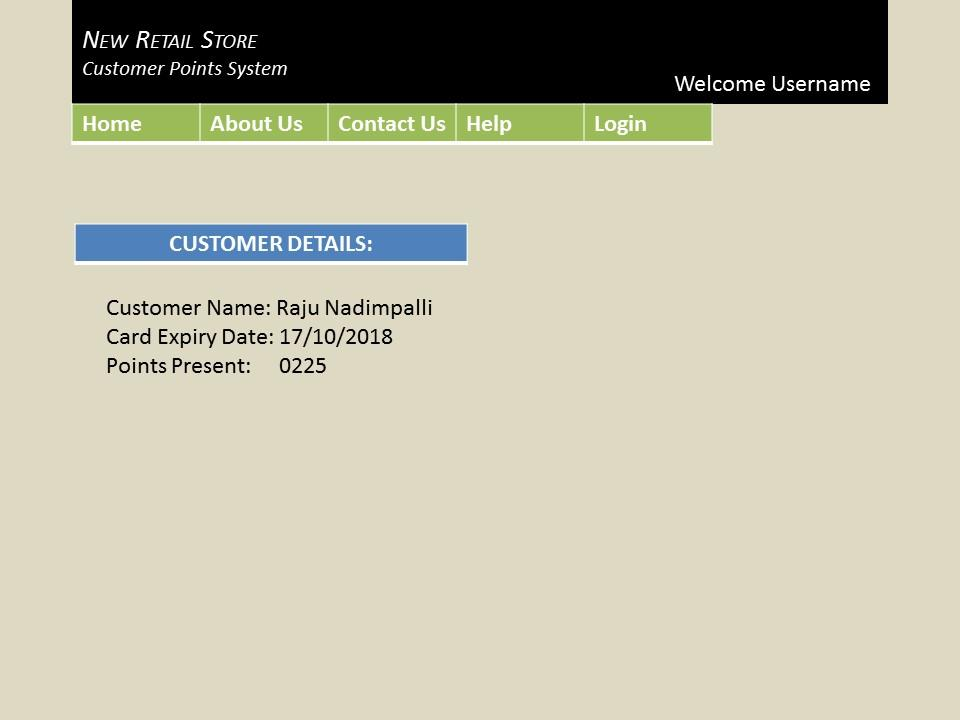 New Retail Store
Customer Points System
Welcome Username
Home About Us Contact Us Help Login
CUSTOMER DETAILS:
Customer Name: Raju Nadimpalli
Card Expiry Date: 17/10/2018
Points Present: 0225